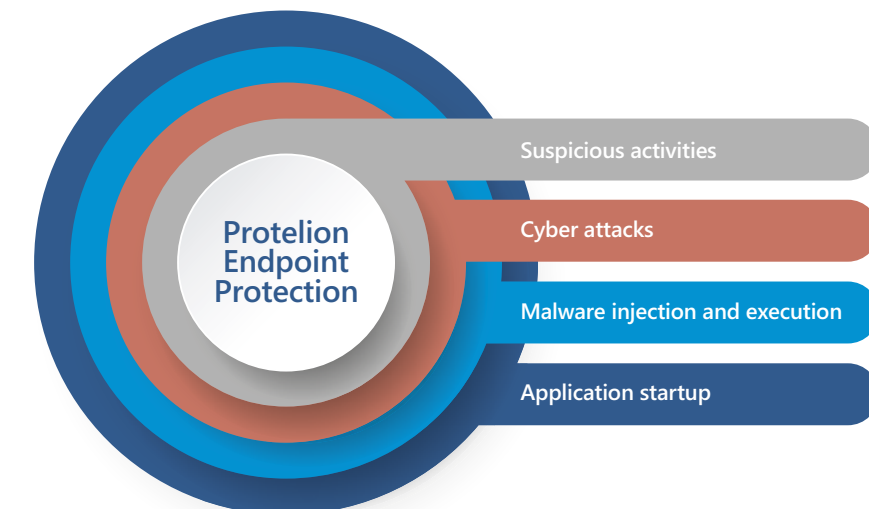 Protelion
Endpoint
Protection
Suspicious activities
Cyber attacks
Malware injection and execution
Application startup